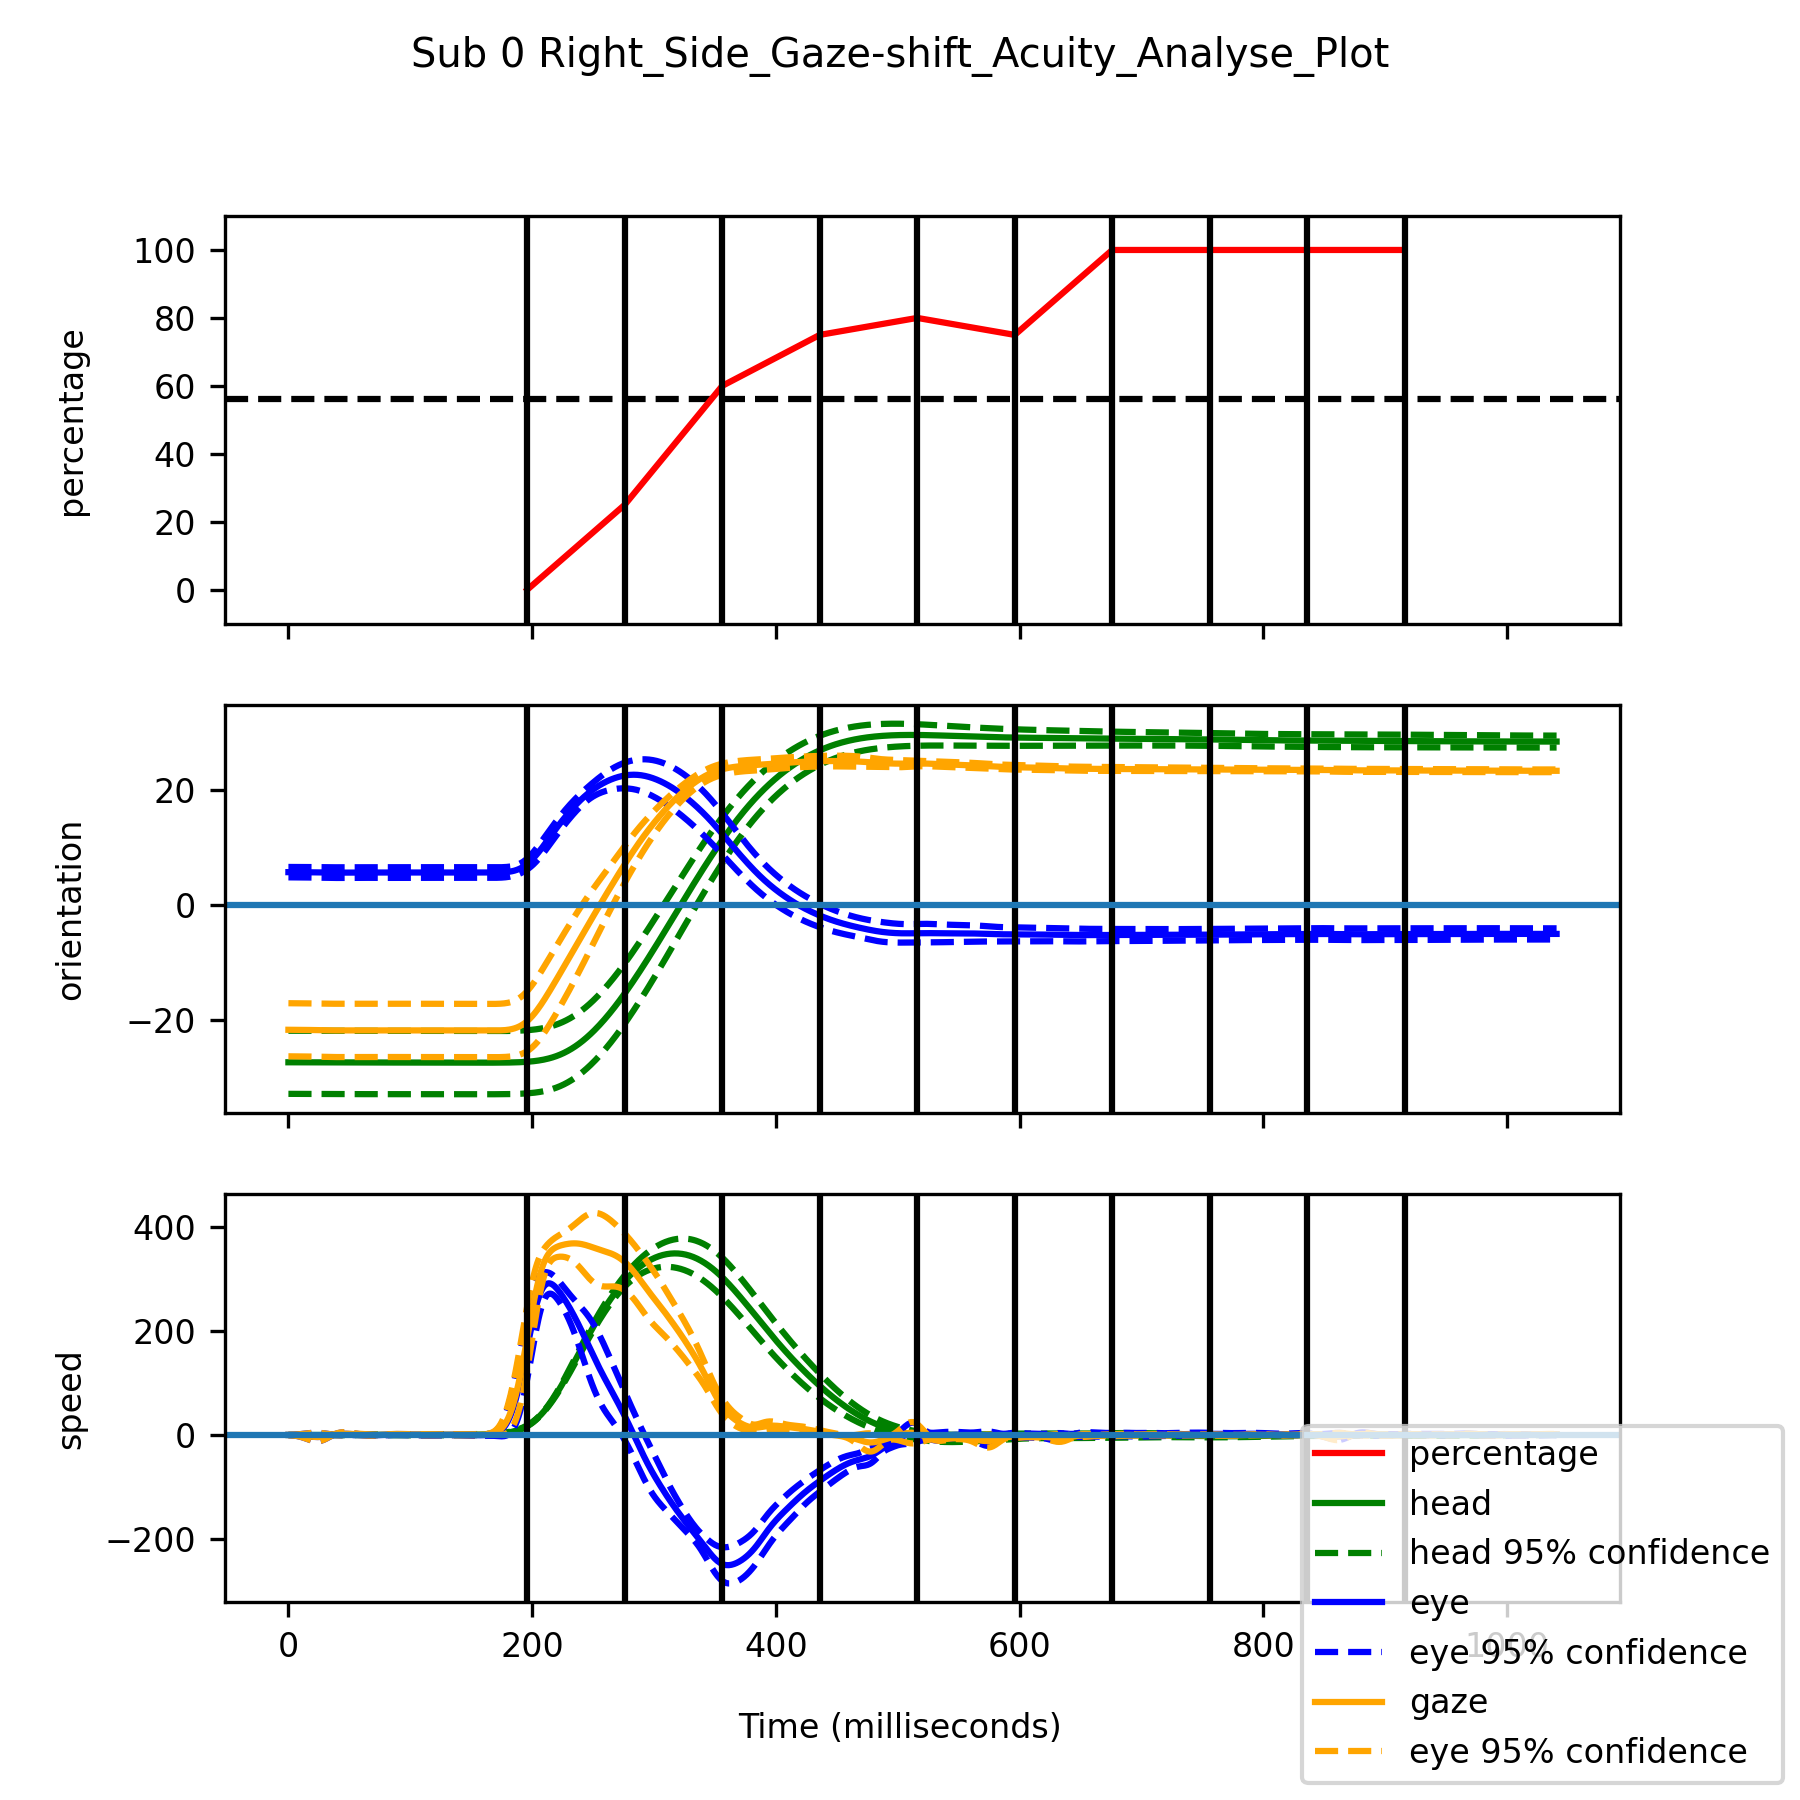 Sub 0 Right_Side_Gaze-shift_Acuity_Analyse_Plot
100
80
60
40
20
0
percentage
20
0
−20
orientation
400
200
0
−200
speed
0 200 400 600 800 1000
Time (milliseconds)
percentage
head
head 95% confidence
eye
eye 95% confidence
gaze
eye 95% confidence